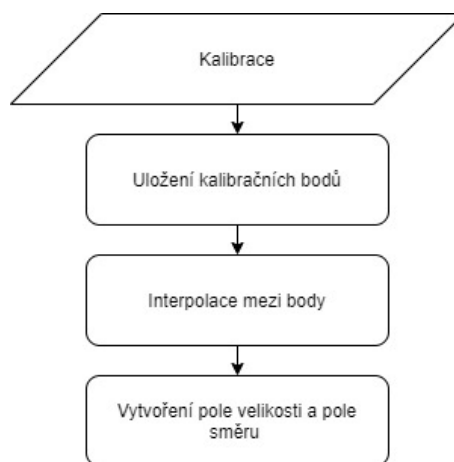 Kalibrace
Uložení kalibračních bodů
Interpolace mezi body
Vytvoření pole velikosti a pole
směru